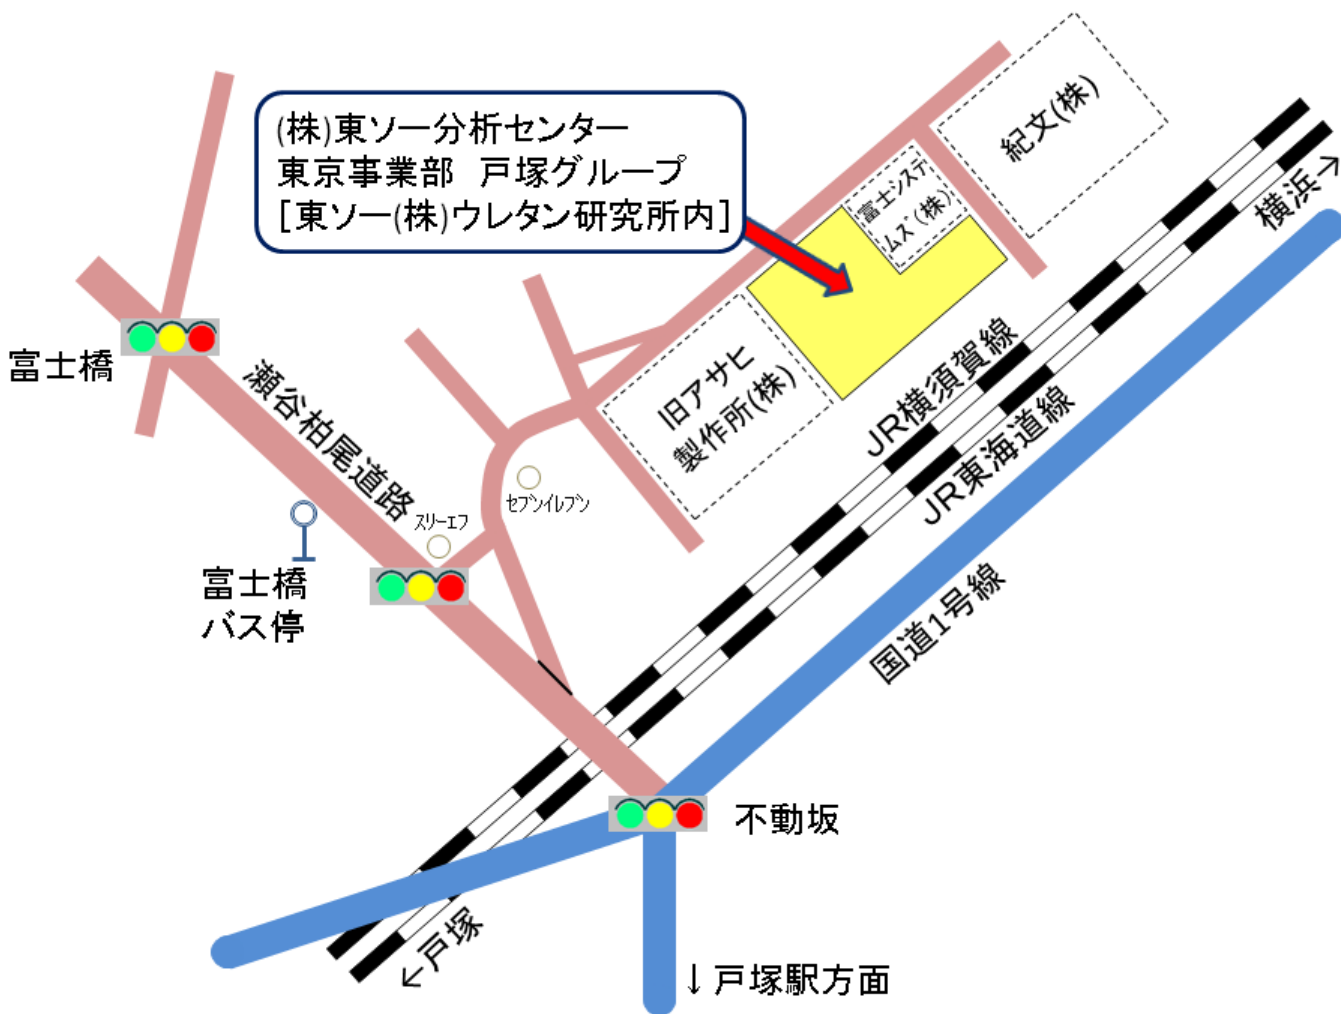 (株)東ソー分析センター
東京事業部　戸塚グループ
[東ソー(株)ウレタン研究所内]
紀文(株)
富士システ
ムズ(株)
横浜→
富士橋
瀬谷柏尾道路
旧アサヒ
製作所(株)
JR横須賀線
JR東海道線
セブンイレブン
スリーエフ
富士橋
バス停
国道1号線
不動坂
←戸塚
↓戸塚駅方面